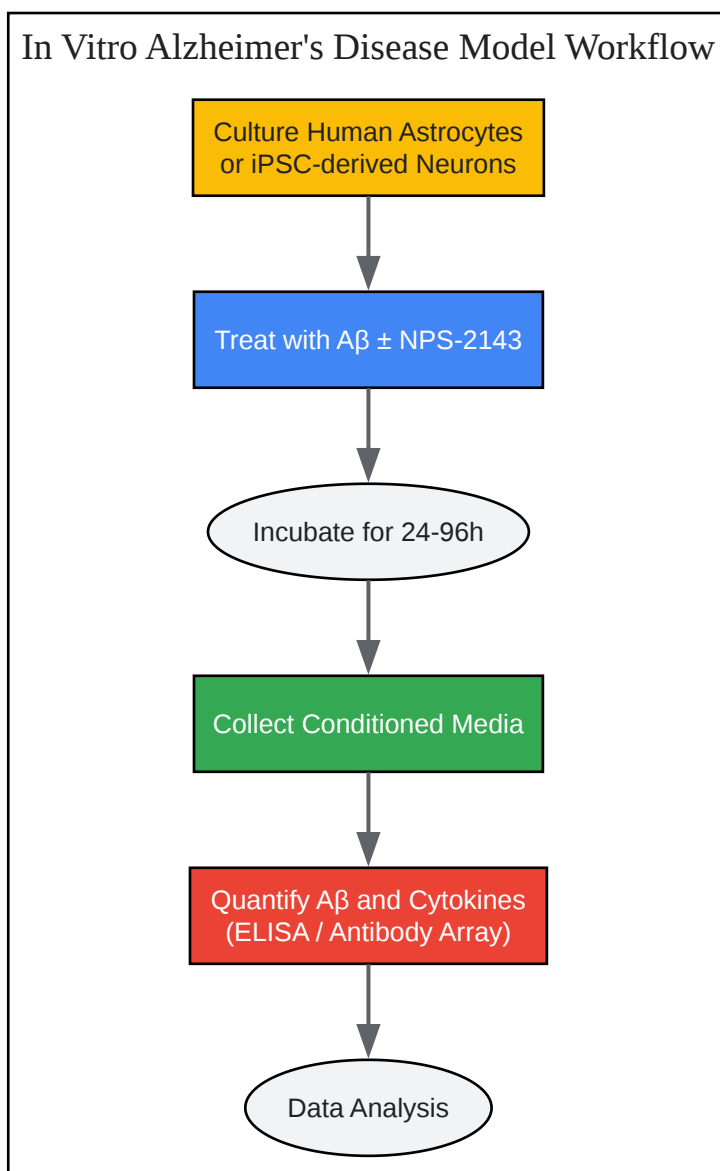 In Vitro Alzheimer's Disease Model Workflow
Culture Human Astrocytes
or iPSC-derived Neurons
Treat with Aβ ± NPS-2143
Incubate for 24-96h
Collect Conditioned Media
Quantify Aβ and Cytokines
(ELISA / Antibody Array)
Data Analysis